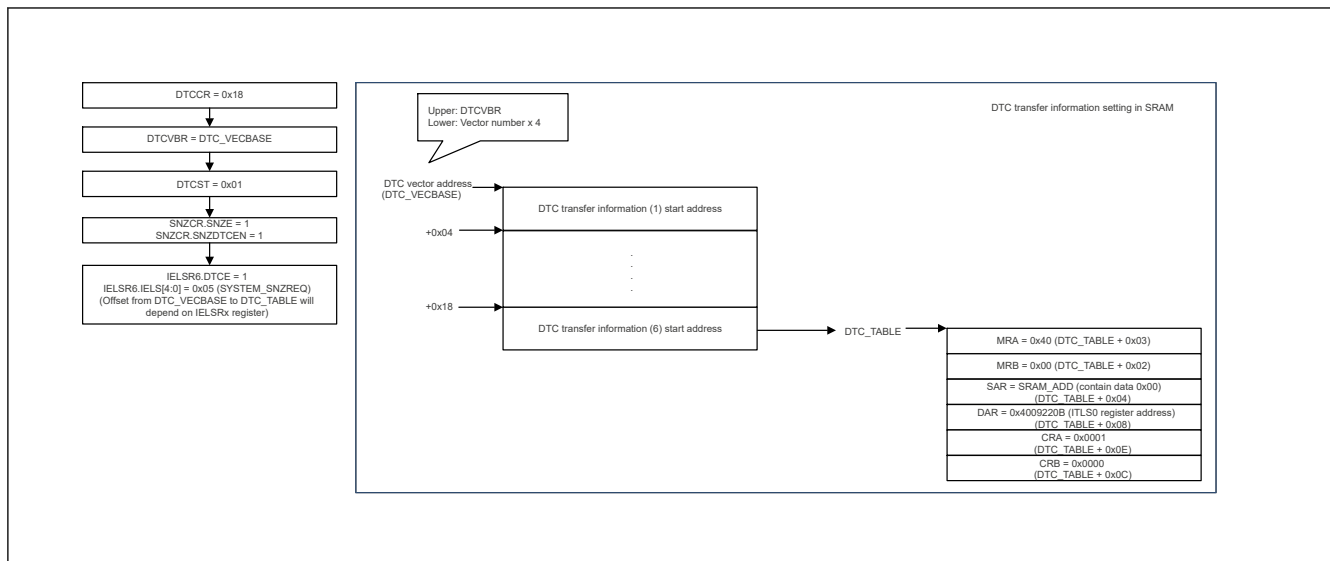 DTCCR = 0x18
DTCVBR = DTC_VECBASE
DTCST = 0x01
SNZCR.SNZE = 1
SNZCR.SNZDTCEN = 1
IELSR6.DTCE = 1
IELSR6.IELS[4:0] = 0x05 (SYSTEM_SNZREQ)
(Offset from DTC_VECBASE to DTC_TABLE will
depend on IELSRx register)
Upper: DTCVBR
Lower: Vector number x 4
DTC transfer information setting in SRAM
DTC vector address
(DTC_VECBASE)
DTC transfer information (1) start address
+0x04
.
.
.
.
+0x18
DTC transfer information (6) start address
DTC_TABLE
MRA = 0x40 (DTC_TABLE + 0x03)
MRB = 0x00 (DTC_TABLE + 0x02)
SAR = SRAM_ADD (contain data 0x00)
(DTC_TABLE + 0x04)
DAR = 0x4009220B (ITLS0 register address)
(DTC_TABLE + 0x08)
CRA = 0x0001
(DTC_TABLE + 0x0E)
CRB = 0x0000
(DTC_TABLE + 0x0C)